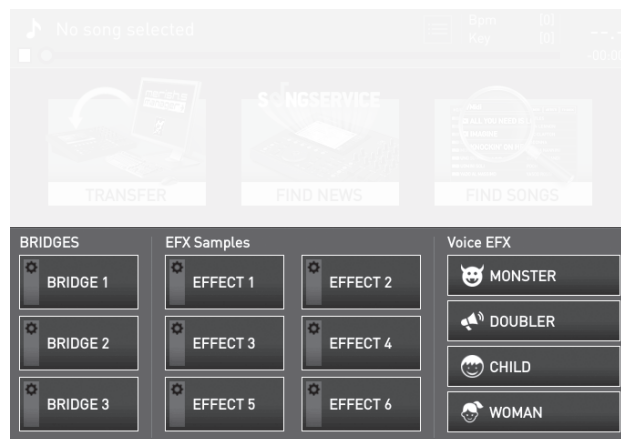 No song selected
Bpm [0]
Key [0]
--.-
-00:00
SONGSERVICE
TRANSFER
FIND NEWS
FIND SONGS
BRIDGES
EFX Samples
Voice EFX
BRIDGE 1
EFFECT 1
EFFECT 2
MONSTER
DOUBLER
BRIDGE 2
EFFECT 3
EFFECT 4
CHILD
BRIDGE 3
EFFECT 5
EFFECT 6
WOMAN